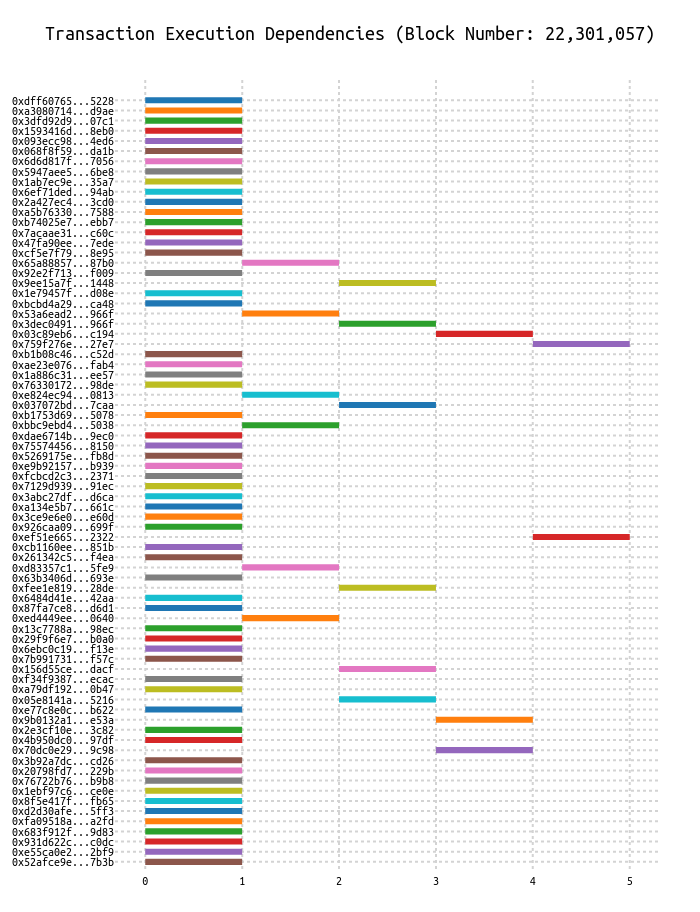 Transaction Execution Dependencies (Block Number: 22,301,057)
0xdff60765...5228
0xa3080714...d9ae
0x3dfd92d9...07c1
0x1593416d...8eb0
0x093ecc98...4ed6
0x068f8f59...da1b
0x6d6d817f...7056
0x5947aee5...6be8
0x1ab7ec9e...35a7
0x6ef71ded...94ab
0x2a427ec4...3cd0
0xa5b76330...7588
0xb74025e7...ebb7
0x7acaae31...c60c
0x47fa90ee...7ede
0xcf5e7f79...8e95
0x65a88857...87b0
0x92e2f713...f009
0x9ee15a7f...1448
0x1e79457f...d08e
0xbcbd4a29...ca48
0x53a6ead2...966f
0x3dec0491...966f
0x03c89eb6...c194
0x759f276e...27e7
0xb1b08c46...c52d
0xae23e076...fab4
0x1a886c31...ee57
0x76330172...98de
0xe824ec94...0813
0x037072bd...7caa
0xb1753d69...5078
0xbbc9ebd4...5038
0xdae6714b...9ec0
0x75574456...8150
0x5269175e...fb8d
0xe9b92157...b939
0xfcbcd2c3...2371
0x7129d939...91ec
0x3abc27df...d6ca
0xa134e5b7...661c
0x3ce9e6e0...e60d
0x926caa09...699f
0xef51e665...2322
0xcb1160ee...851b
0x261342c5...f4ea
0xd83357c1...5fe9
0x63b3406d...693e
0xfee1e819...28de
0x6484d41e...42aa
0x87fa7ce8...d6d1
0xed4449ee...0640
0x13c7788a...98ec
0x29f9f6e7...b0a0
0x6ebc0c19...f13e
0x7b991731...f57c
0x156d55ce...dacf
0xf34f9387...ecac
0xa79df192...0b47
0x05e8141a...5216
0xe77c8e0c...b622
0x9b0132a1...e53a
0x2e3cf10e...3c82
0x4b950dc0...97df
0x70dc0e29...9c98
0x3b92a7dc...cd26
0x20798fd7...229b
0x76722b76...b9b8
0x1ebf97c6...ce0e
0x8f5e417f...fb65
0xd2d30afe...5ff3
0xfa09518a...a2fd
0x683f912f...9d83
0x931d622c...c0dc
0xe55ca0e2...2bf9
0x52afce9e...7b3b
0 1 2 3 4 5